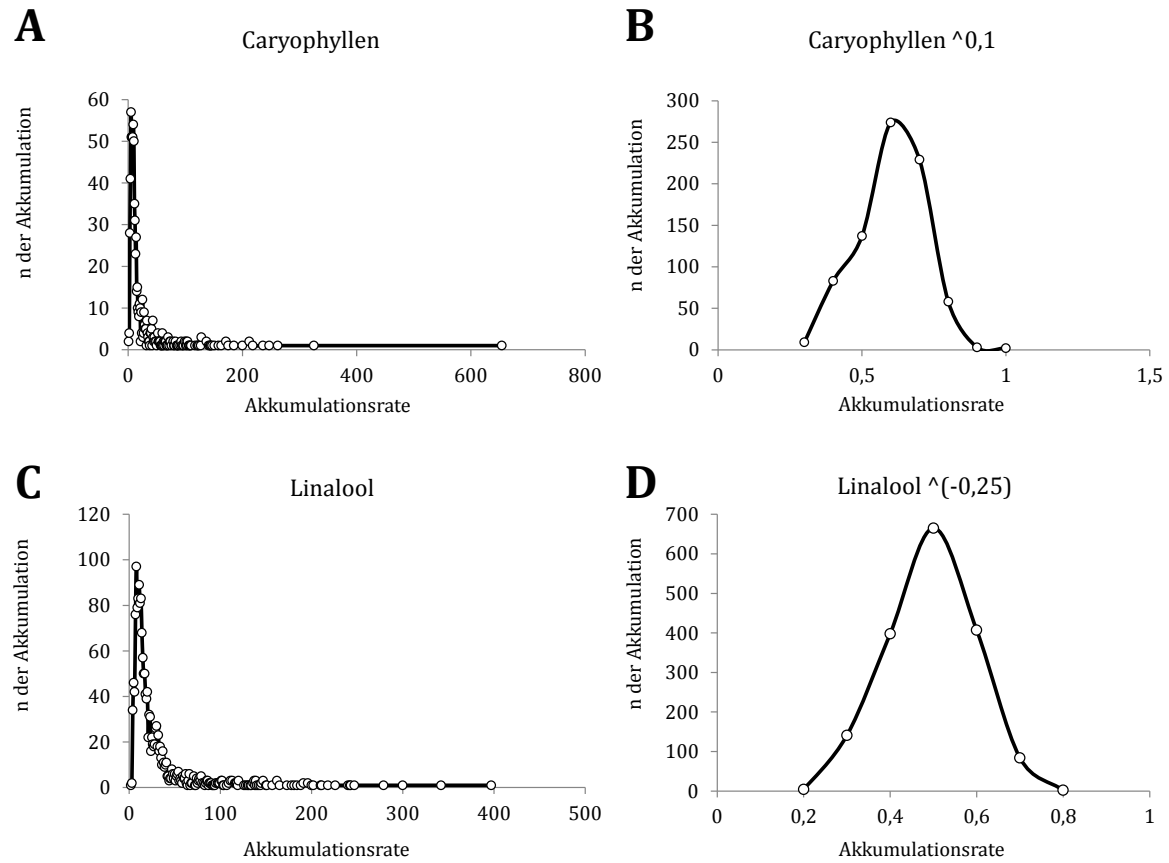 A
Caryophyllen
n der Akkumulation
60
50
40
30
20
10
0
0 200 400 600 800
Akkumulationsrate
B
Caryophyllen ^0,1
n der Akkumulation
300
250
200
150
100
50
0
0 0,5 1 1,5
Akkumulationsrate
C
Linalool
n der Akkumulation
120
100
80
60
40
20
0
0 100 200 300 400 500
Akkumulationsrate
D
Linalool ^(-0,25)
n der Akkumulation
700
600
500
400
300
200
100
0
0 0,2 0,4 0,6 0,8 1
Akkumulationsrate